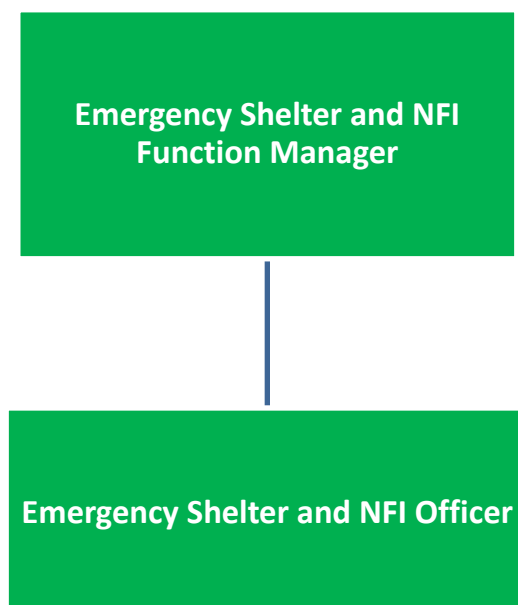 Emergency Shelter and NFI
Function Manager
Emergency Shelter and NFI Officer